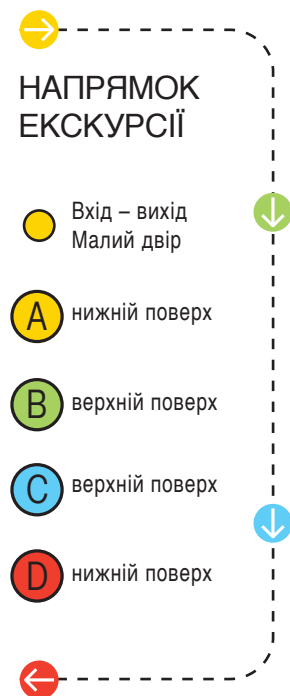 НАПРЯМОК
ЕКСКУРСІЇ
Вхід – вихід
Малий двір
A нижній поверх
B верхній поверх
C верхній поверх
D нижній поверх